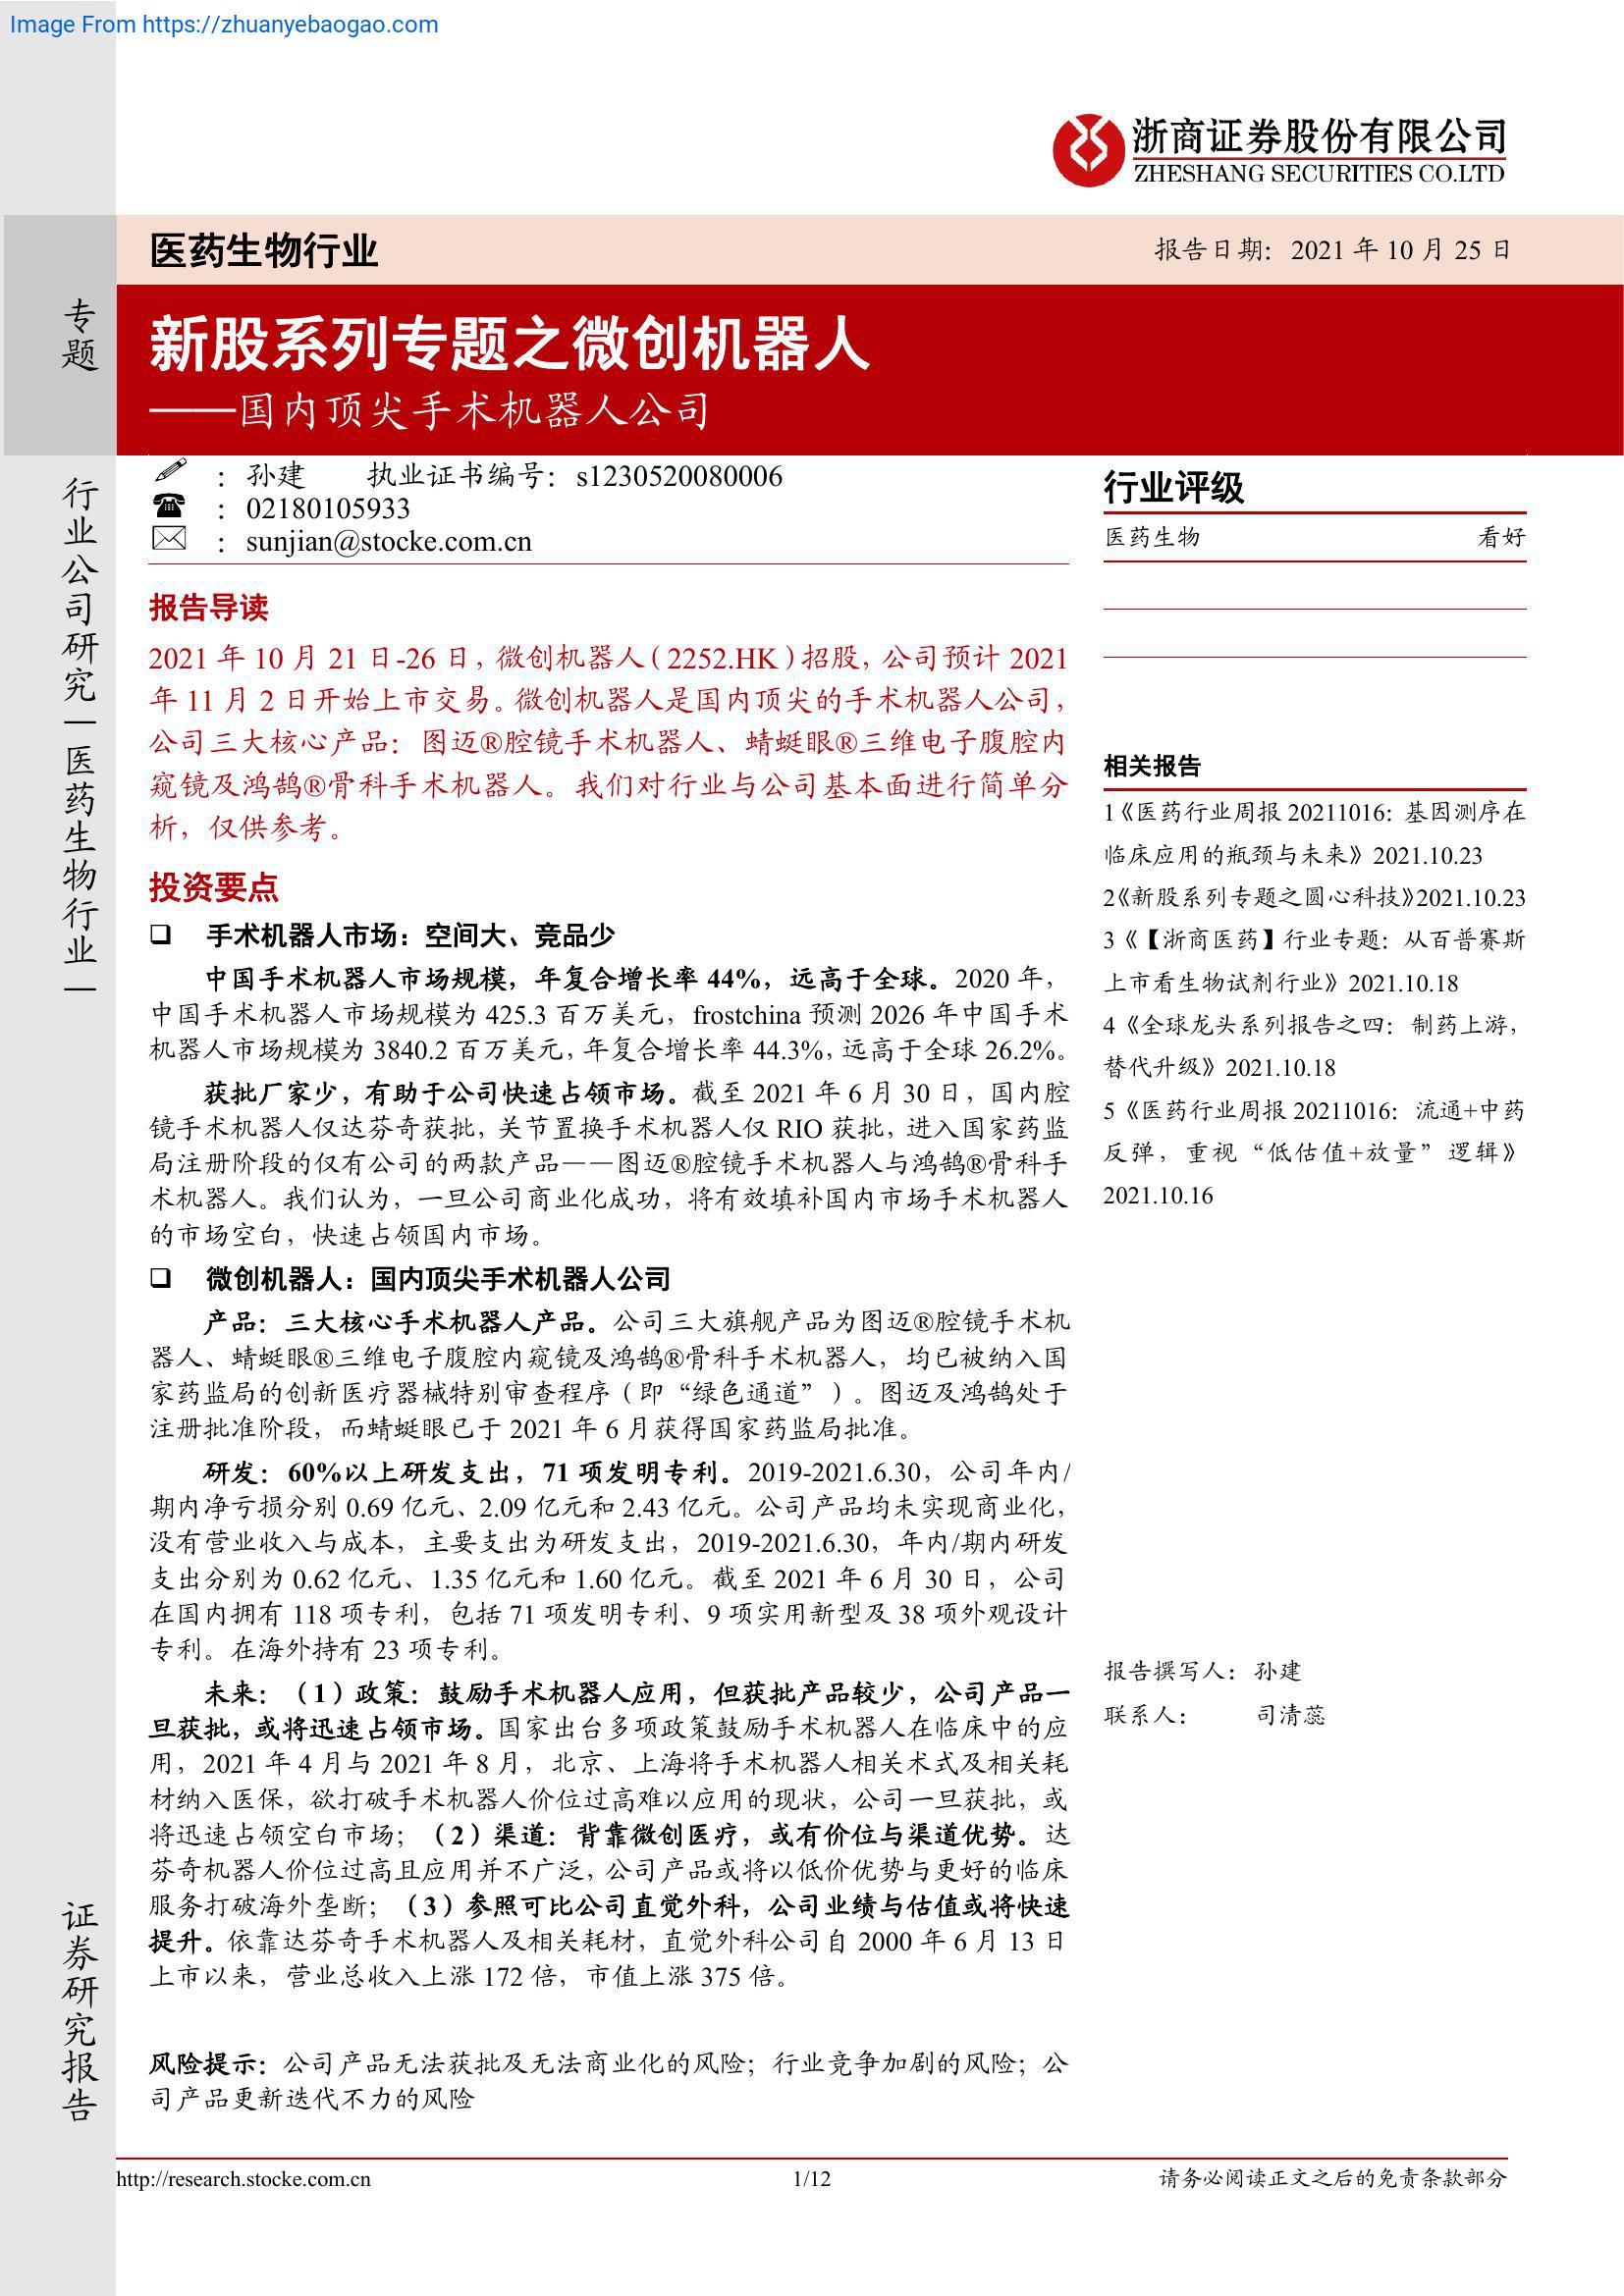 Image From https://zhuanyebaogao.com
浙商证券股份有限公司
ZHESHANG SECURITIES CO.LTD
专题
行业公司研究|医药生物行业|
证券研究报告
医药生物行业
报告日期：2021 年 10 月 25 日
新股系列专题之微创机器人
——国内顶尖手术机器人公司
：孙建 执业证书编号：s1230520080006
：02180105933
：sunjian@stocke.com.cn
报告导读
2021 年 10 月 21 日-26 日，微创机器人（2252.HK）招股，公司预计 2021
年 11 月 2 日开始上市交易。微创机器人是国内顶尖的手术机器人公司，
公司三大核心产品：图迈®腔镜手术机器人、蜻蜓眼®三维电子腹腔内
窥镜及鸿鹄®骨科手术机器人。我们对行业与公司基本面进行简单分
析，仅供参考。
投资要点
❑ 手术机器人市场：空间大、竞品少
中国手术机器人市场规模，年复合增长率 44%，远高于全球。2020 年，
中国手术机器人市场规模为 425.3 百万美元，frostchina 预测 2026 年中国手术
机器人市场规模为 3840.2 百万美元，年复合增长率 44.3%，远高于全球 26.2%。
获批厂家少，有助于公司快速占领市场。截至 2021 年 6 月 30 日，国内腔
镜手术机器人仅达芬奇获批，关节置换手术机器人仅 RIO 获批，进入国家药监
局注册阶段的仅有公司的两款产品——图迈®腔镜手术机器人与鸿鹄®骨科手
术机器人。我们认为，一旦公司商业化成功，将有效填补国内市场手术机器人
的市场空白，快速占领国内市场。
❑ 微创机器人：国内顶尖手术机器人公司
产品：三大核心手术机器人产品。公司三大旗舰产品为图迈®腔镜手术机
器人、蜻蜓眼®三维电子腹腔内窥镜及鸿鹄®骨科手术机器人，均已被纳入国
家药监局的创新医疗器械特别审查程序（即“绿色通道”）。图迈及鸿鹄处于
注册批准阶段，而蜻蜓眼已于 2021 年 6 月获得国家药监局批准。
研发：60%以上研发支出，71 项发明专利。2019-2021.6.30，公司年内/
期内净亏损分别 0.69 亿元、2.09 亿元和 2.43 亿元。公司产品均未实现商业化，
没有营业收入与成本，主要支出为研发支出，2019-2021.6.30，年内/期内研发
支出分别为 0.62 亿元、1.35 亿元和 1.60 亿元。截至 2021 年 6 月 30 日，公司
在国内拥有 118 项专利，包括 71 项发明专利、9 项实用新型及 38 项外观设计
专利。在海外持有 23 项专利。
未来：（1）政策：鼓励手术机器人应用，但获批产品较少，公司产品一
旦获批，或将迅速占领市场。国家出台多项政策鼓励手术机器人在临床中的应
用，2021 年 4 月与 2021 年 8 月，北京、上海将手术机器人相关术式及相关耗
材纳入医保，欲打破手术机器人价位过高难以应用的现状，公司一旦获批，或
将迅速占领空白市场；（2）渠道：背靠微创医疗，或有价位与渠道优势。达
芬奇机器人价位过高且应用并不广泛，公司产品或将以低价优势与更好的临床
服务打破海外垄断；（3）参照可比公司直觉外科，公司业绩与估值或将快速
提升。依靠达芬奇手术机器人及相关耗材，直觉外科公司自 2000 年 6 月 13 日
上市以来，营业总收入上涨 172 倍，市值上涨 375 倍。
风险提示：公司产品无法获批及无法商业化的风险；行业竞争加剧的风险；公
司产品更新迭代不力的风险
行业评级
医药生物 看好
相关报告
1《医药行业周报 20211016：基因测序在
临床应用的瓶颈与未来》2021.10.23
2《新股系列专题之圆心科技》2021.10.23
3《【浙商医药】行业专题：从百普赛斯
上市看生物试剂行业》2021.10.18
4《全球龙头系列报告之四：制药上游，
替代升级》2021.10.18
5《医药行业周报 20211016：流通+中药
反弹，重视“低估值+放量”逻辑》
2021.10.16
报告撰写人：孙建
联系人： 司清蕊
http://research.stocke.com.cn
1/12
请务必阅读正文之后的免责条款部分